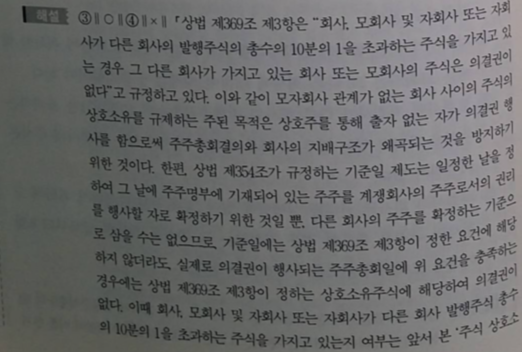 해설 ③ ‖ ○ ‖ ④ ‖ × ‖ 「상법 제369조 제3항은 “회사, 모회사 및 자회사 또는 자회
사가 다른 회사의 발행주식의 총수의 10분의 1을 초과하는 주식을 가지고 있
는 경우 그 다른 회사가 가지고 있는 회사 또는 모회사의 주식은 의결권이
없다”고 규정하고 있다. 이와 같이 모자회사 관계가 없는 회사 사이의 주식의
상호소유를 규제하는 주된 목적은 상호주를 통해 출자 없는 자가 의결권 행
사를 함으로써 주주총회결의와 회사의 지배구조가 왜곡되는 것을 방지하기
위한 것이다. 한편, 상법 제354조가 규정하는 기준일 제도는 일정한 날을 정
하여 그 날에 주주명부에 기재되어 있는 주주를 계쟁회사의 주주로서의 권리
를 행사할 자로 확정하기 위한 것일 뿐, 다른 회사의 주주를 확정하는 기준으
로 삼을 수는 없으므로, 기준일에는 상법 제369조 제3항이 정한 요건에 해당
하지 않더라도, 실제로 의결권이 행사되는 주주총회일에 위 요건을 충족하는
경우에는 상법 제369조 제3항이 정하는 상호소유주식에 해당하여 의결권이
없다. 이때 회사, 모회사 및 자회사 또는 자회사가 다른 회사 발행주식 총수
의 10분의 1을 초과하는 주식을 가지고 있는지 여부는 앞서 본 ‘주식 상호소